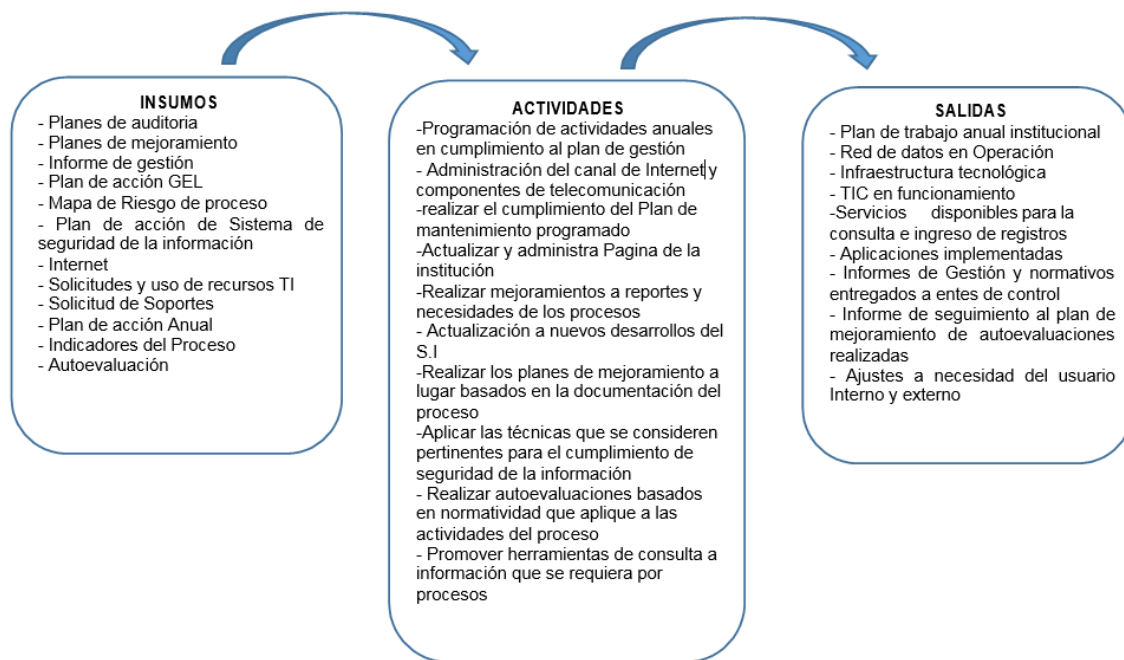 INSUMOS
- Planes de auditoria
- Planes de mejoramiento
- Informe de gestión
- Plan de acción GEL
- Mapa de Riesgo de proceso
- Plan de acción de Sistema de
seguridad de la información
- Internet
- Solicitudes y uso de recursos TI
- Solicitud de Soportes
- Plan de acción Anual
- Indicadores del Proceso
- Autoevaluación
ACTIVIDADES
-Programación de actividades anuales
en cumplimiento al plan de gestión
- Administración del canal de Internet y
componentes de telecomunicación
-realizar el cumplimiento del Plan de
mantenimiento programado
-Actualizar y administra Pagina de la
institución
-Realizar mejoramientos a reportes y
necesidades de los procesos
- Actualización a nuevos desarrollos del
S.I
-Realizar los planes de mejoramiento a
lugar basados en la documentación del
proceso
-Aplicar las técnicas que se consideren
pertinentes para el cumplimiento de
seguridad de la información
- Realizar autoevaluaciones basados
en normatividad que aplique a las
actividades del proceso
- Promover herramientas de consulta a
información que se requiera por
procesos
SALIDAS
- Plan de trabajo anual institucional
- Red de datos en Operación
- Infraestructura tecnológica
- TIC en funcionamiento
-Servicios disponibles para la
consulta e ingreso de registros
- Aplicaciones implementadas
- Informes de Gestión y normativos
entregados a entes de control
- Informe de seguimiento al plan de
mejoramiento de autoevaluaciones
realizadas
- Ajustes a necesidad del usuario
Interno y externo